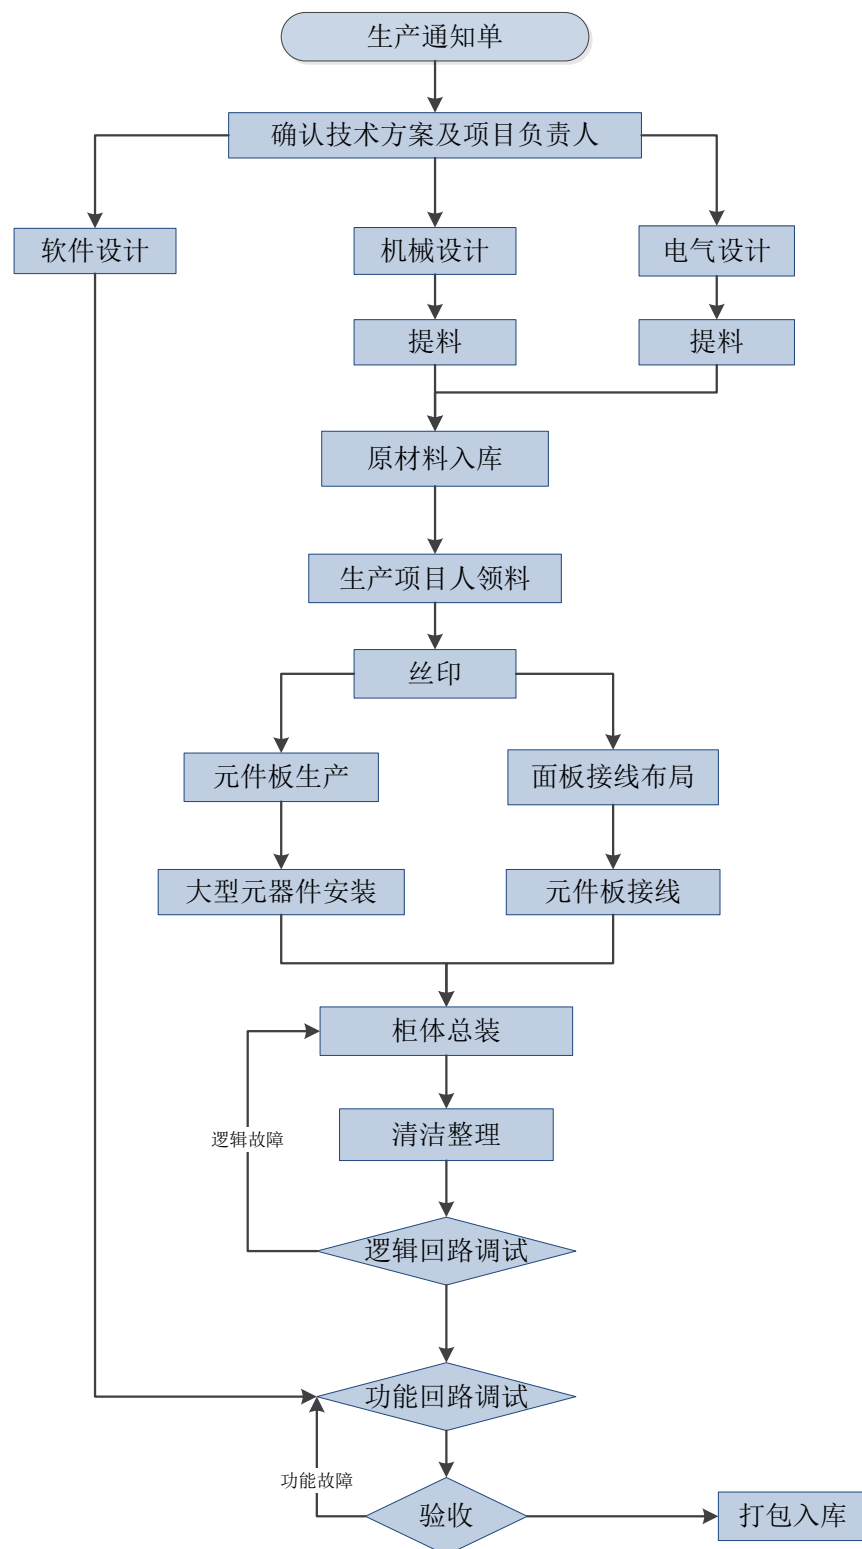 生产通知单
确认技术方案及项目负责人
软件设计
机械设计
电气设计
提料
提料
原材料入库
生产项目人领料
丝印
元件板生产
面板接线布局
大型元器件安装
元件板接线
柜体总装
清洁整理
逻辑故障
逻辑回路调试
功能回路调试
功能故障
验收
打包入库